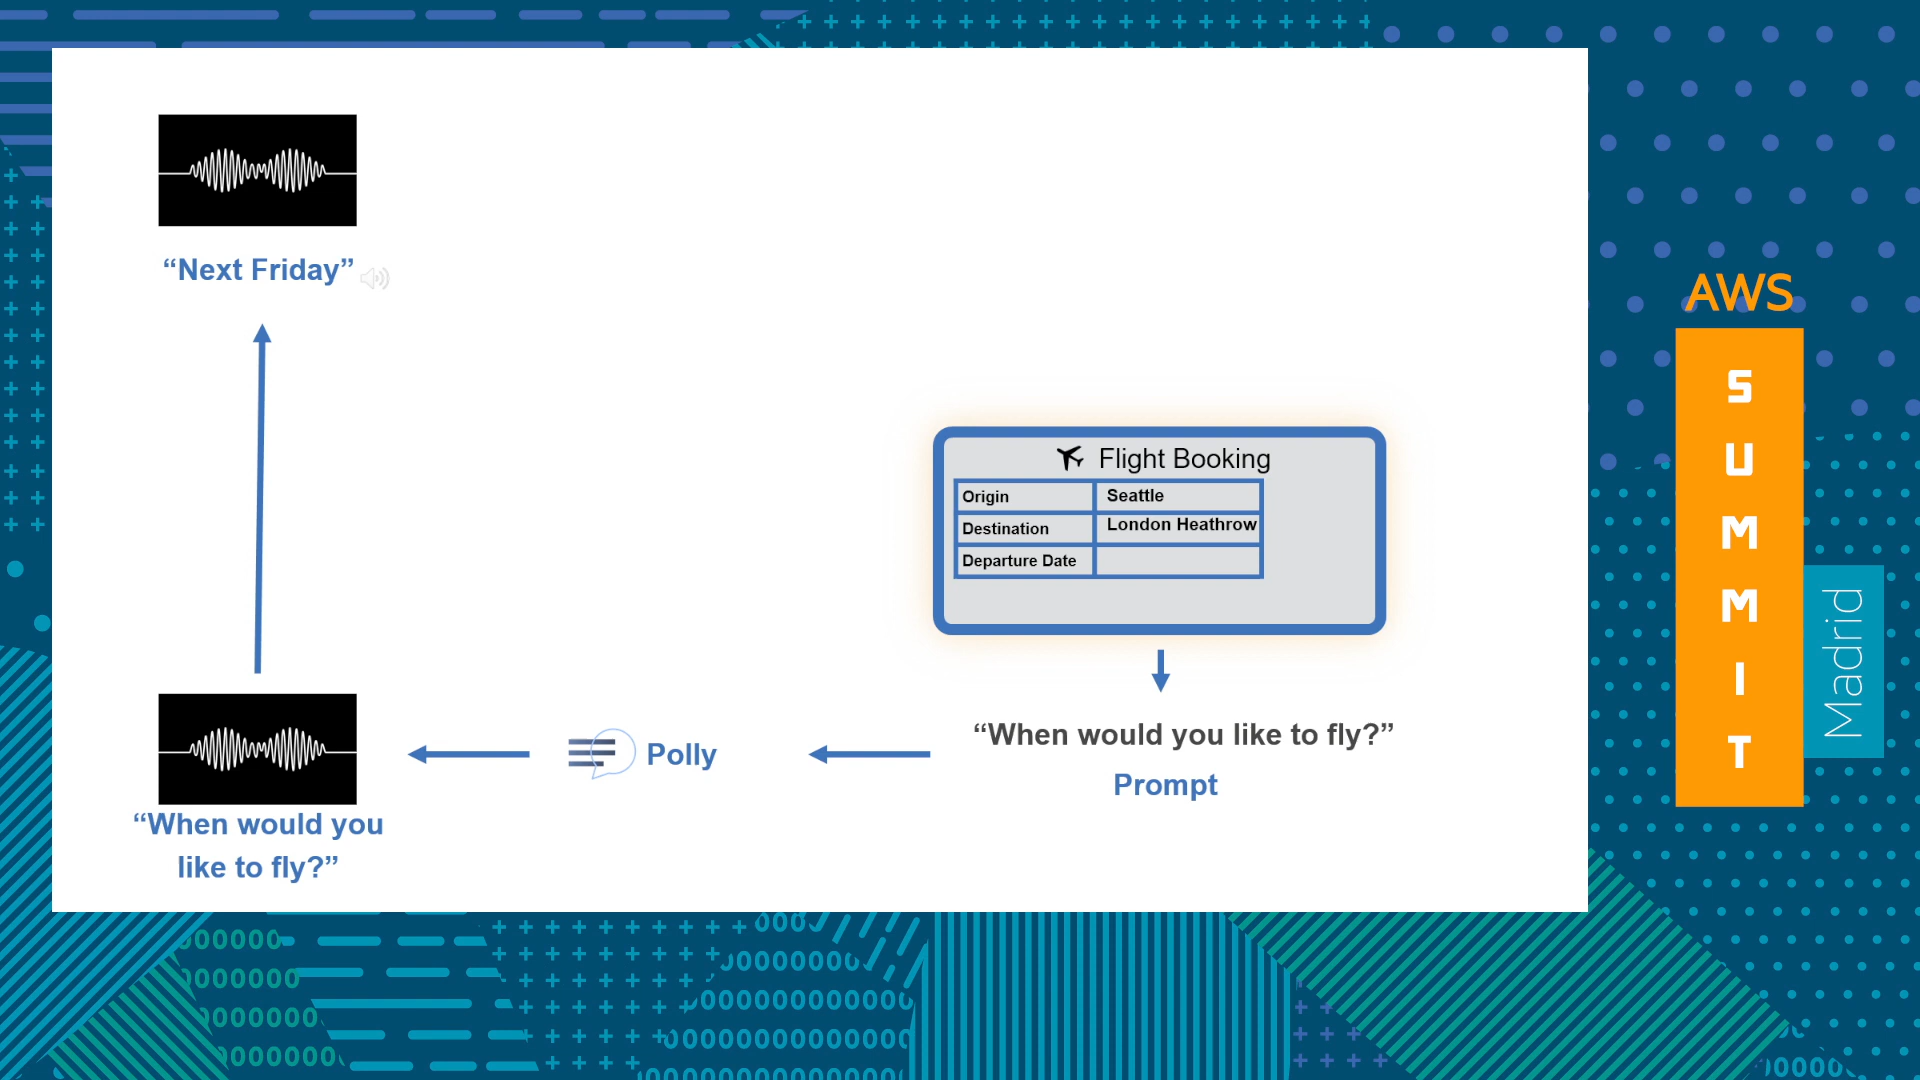 “Next Friday”
Flight Booking
Origin Seattle
Destination London Heathrow
Departure Date
“When would you like to fly?”
Prompt
Polly
“When would you
like to fly?”
AWS
SUMMIT
Madrid